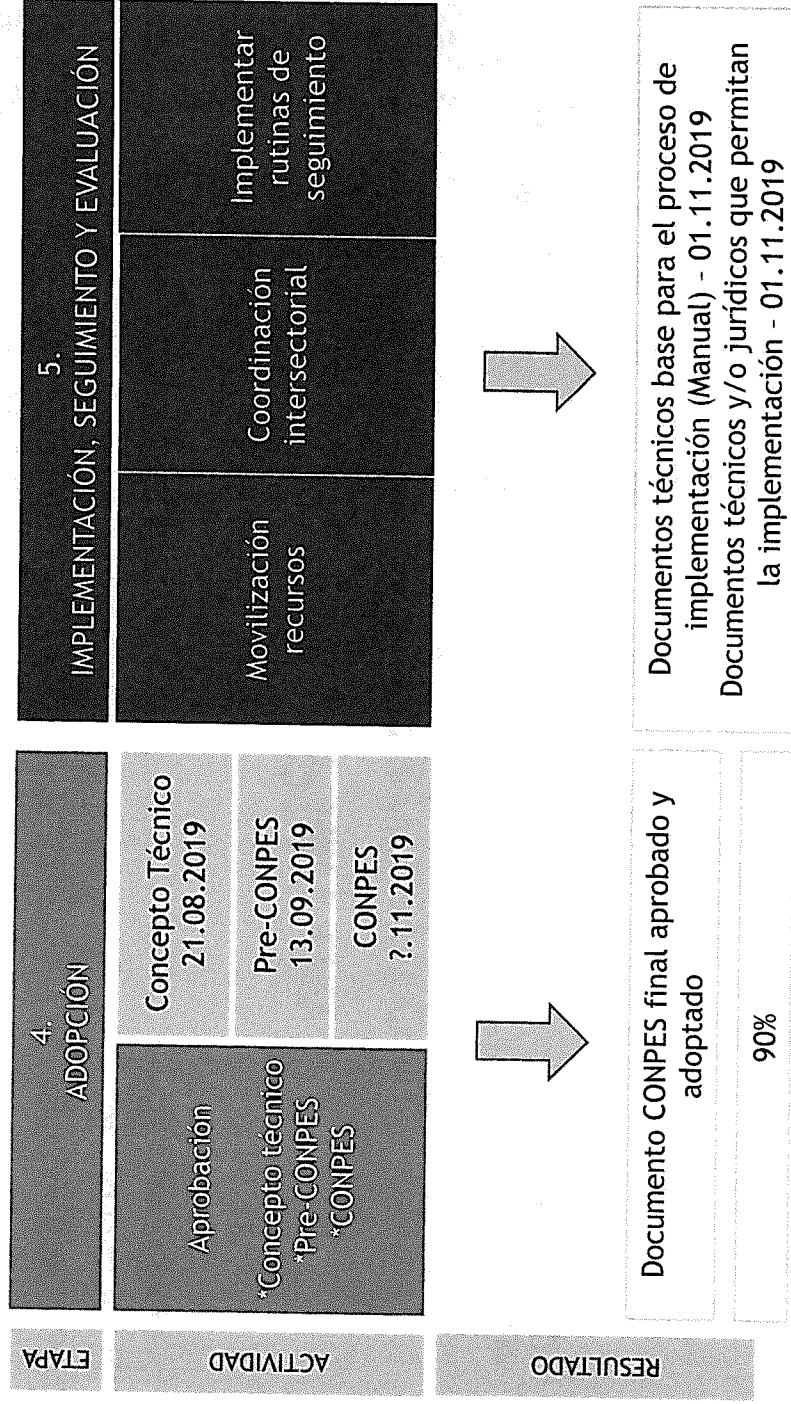 ETAPA
4.
ADOPCIÓN
5.
IMPLEMENTACIÓN, SEGUIMIENTO Y EVALUACIÓN
ACTIVIDAD
Aprobación
*Concepto técnico
*Pre-CONPES
*CONPES
Concepto Técnico
21.08.2019
Pre-CONPES
13.09.2019
CONPES
?.11.2019
Movilización
recursos
Coordinación
intersectorial
Implementar
rutinas de
seguimiento
RESULTADO
Documento CONPES final aprobado y
adoptado
90%
Documentos técnicos base para el proceso de
implementación (Manual) - 01.11.2019
Documentos técnicos y/o jurídicos que permitan
la implementación - 01.11.2019